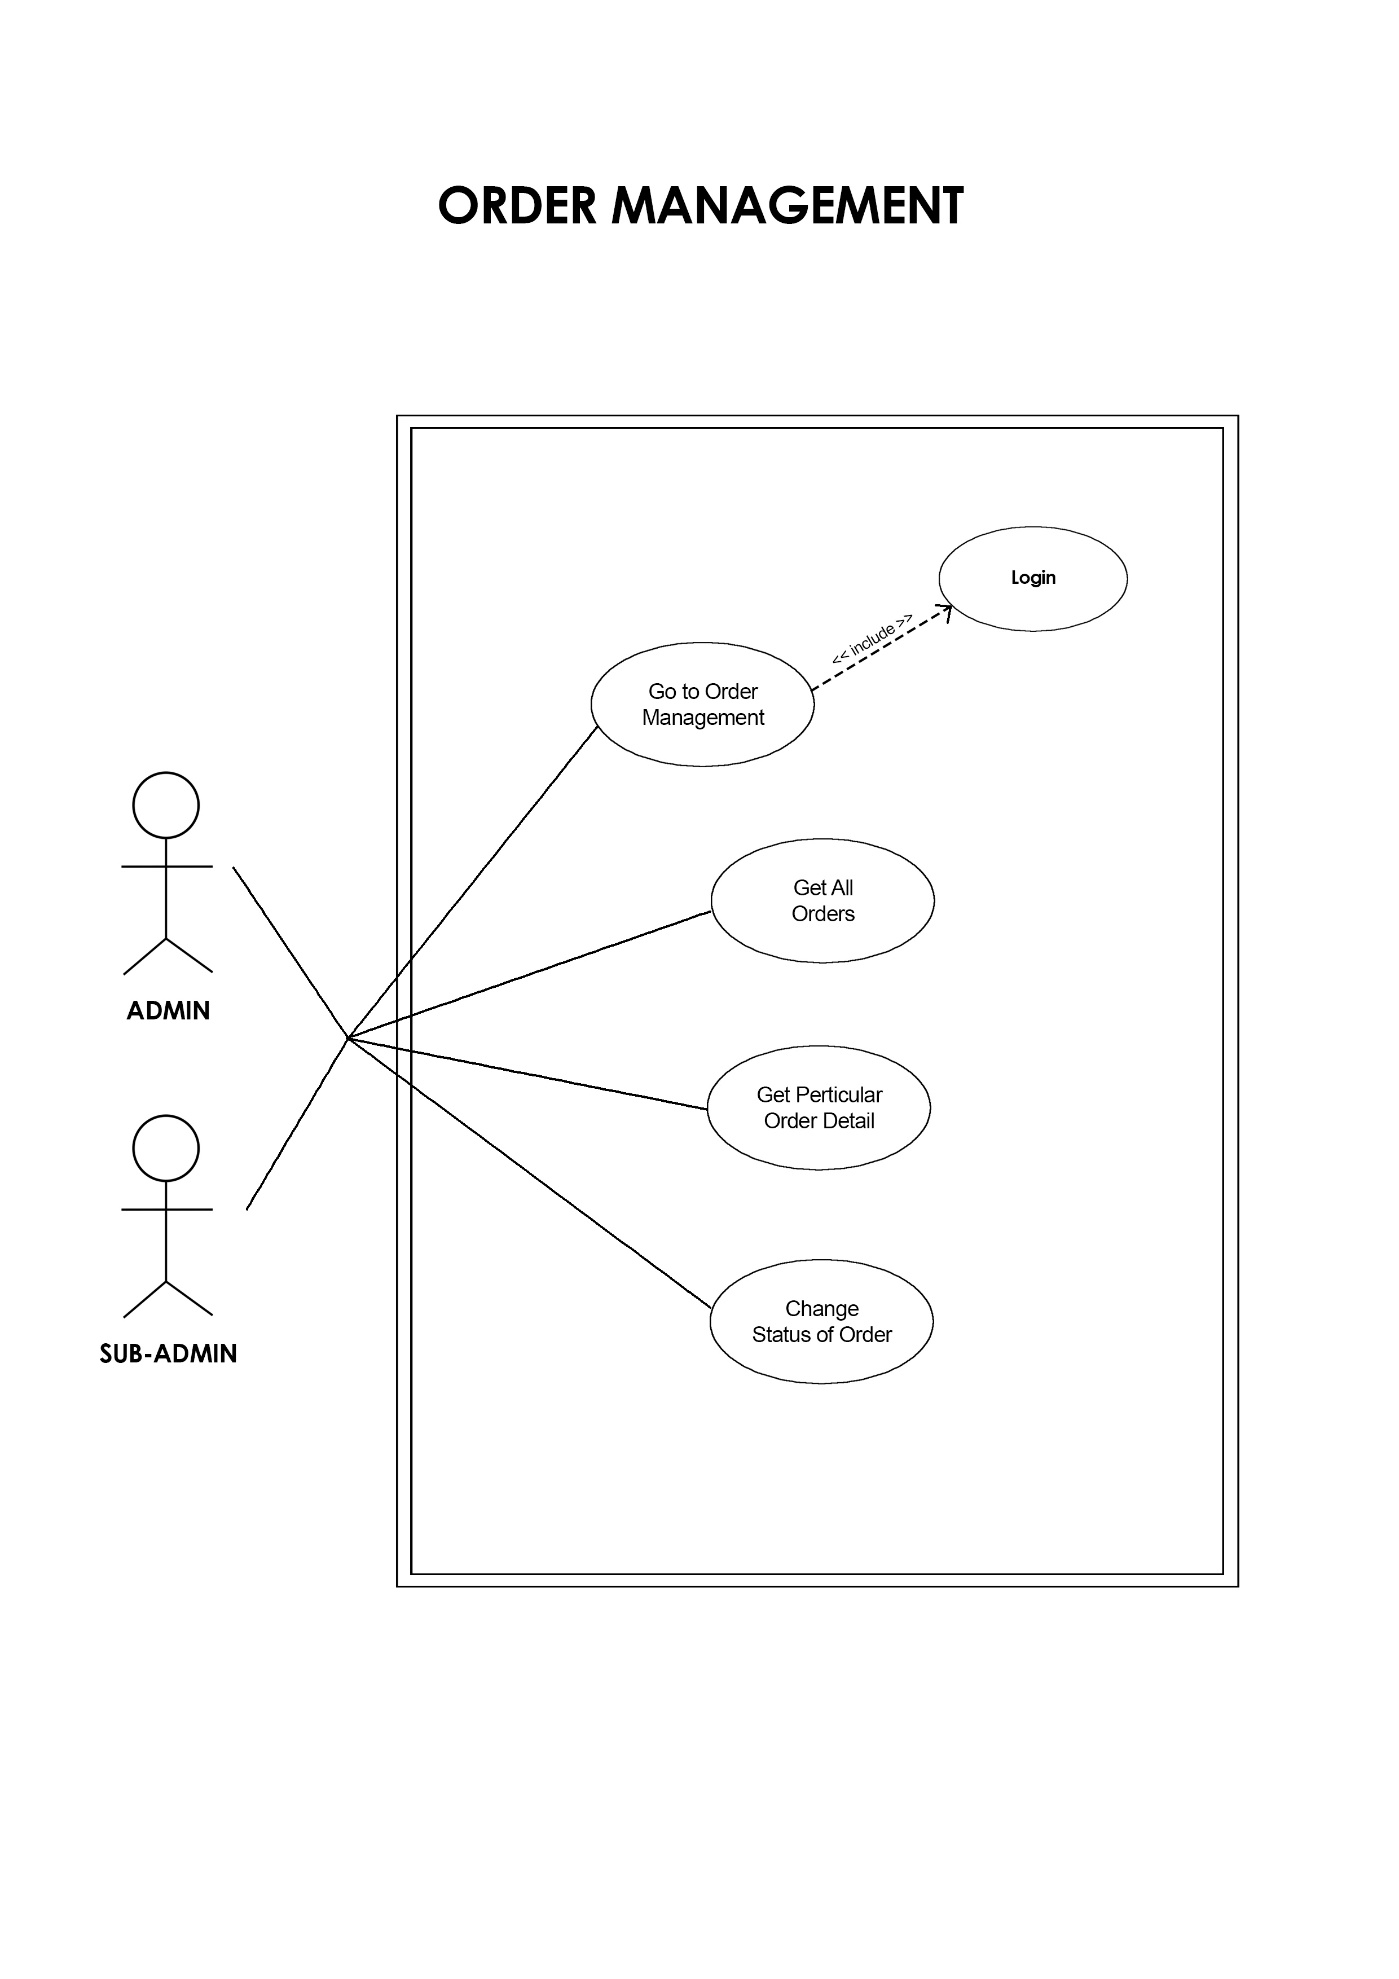 ORDER MANAGEMENT
Login
<< include >>
Go to Order
Management
Get All
Orders
ADMIN
Get Perticular
Order Detail
Change
Status of Order
SUB-ADMIN